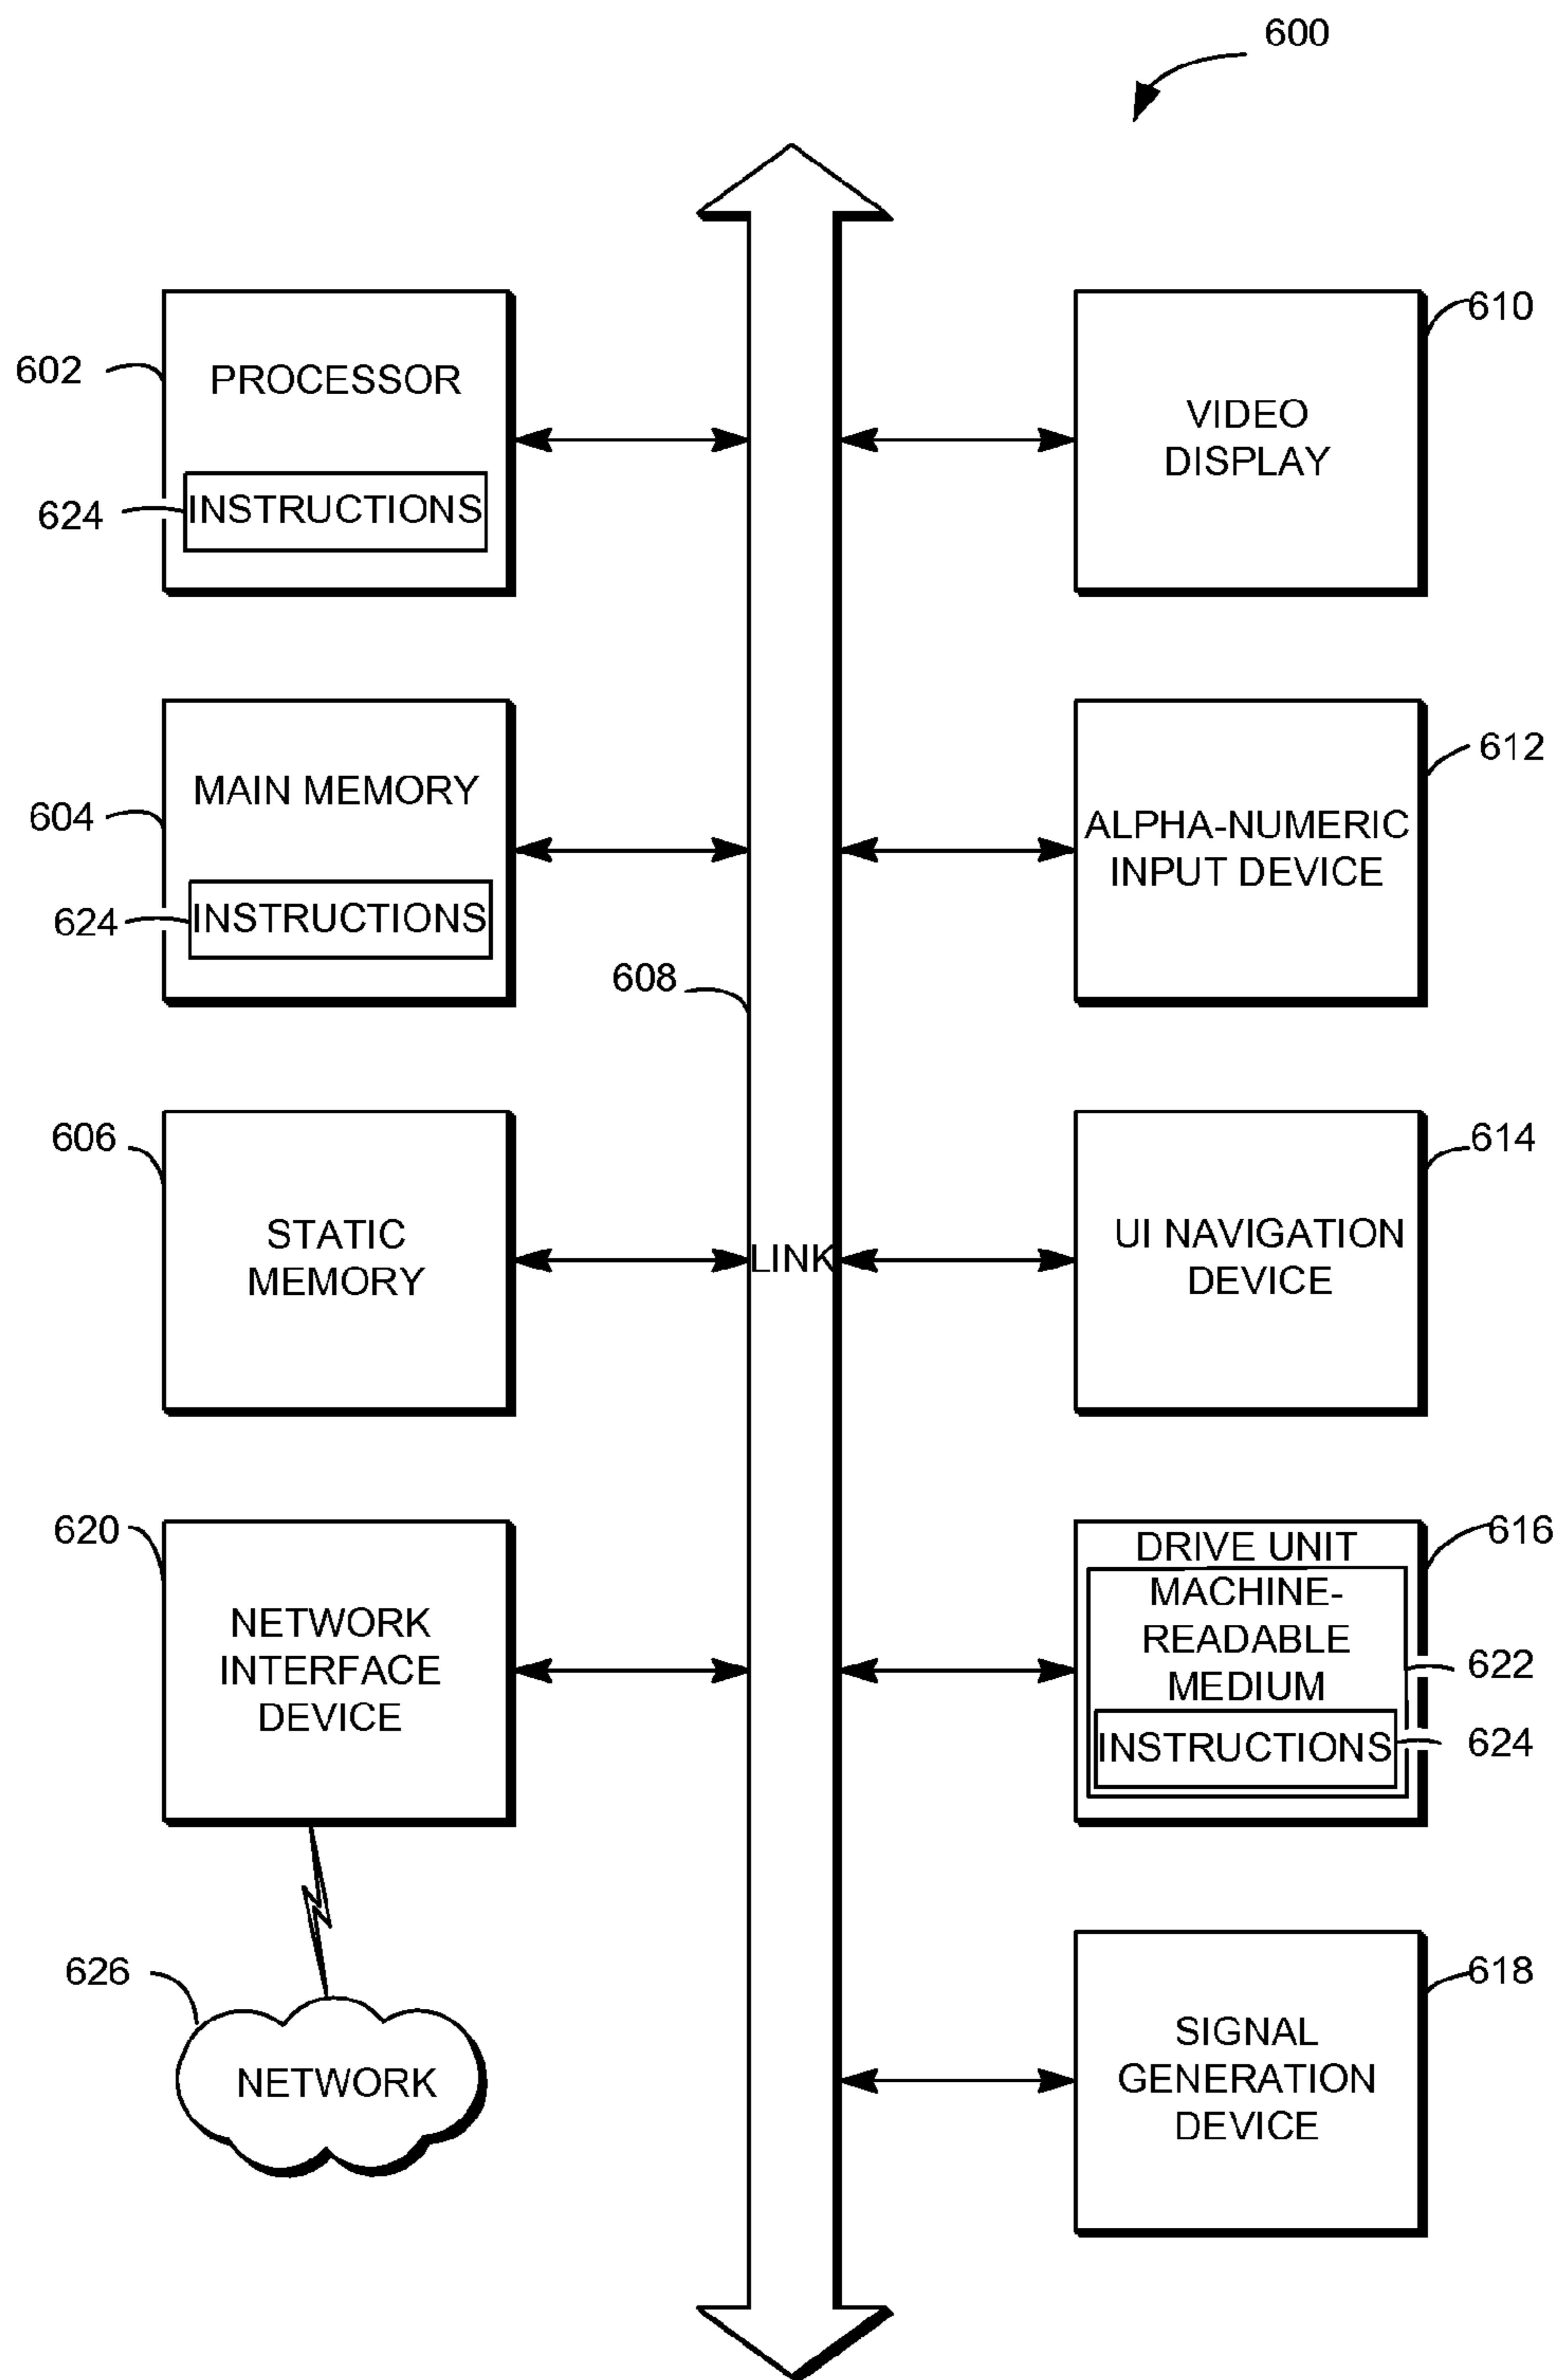 600
602
PROCESSOR
624
INSTRUCTIONS
610
VIDEO
DISPLAY
604
MAIN MEMORY
624
INSTRUCTIONS
612
ALPHA-NUMERIC
INPUT DEVICE
608
606
STATIC
MEMORY
LINK
614
UI NAVIGATION
DEVICE
620
NETWORK
INTERFACE
DEVICE
616
DRIVE UNIT
MACHINE-
READABLE
MEDIUM
622
INSTRUCTIONS
624
626
NETWORK
618
SIGNAL
GENERATION
DEVICE